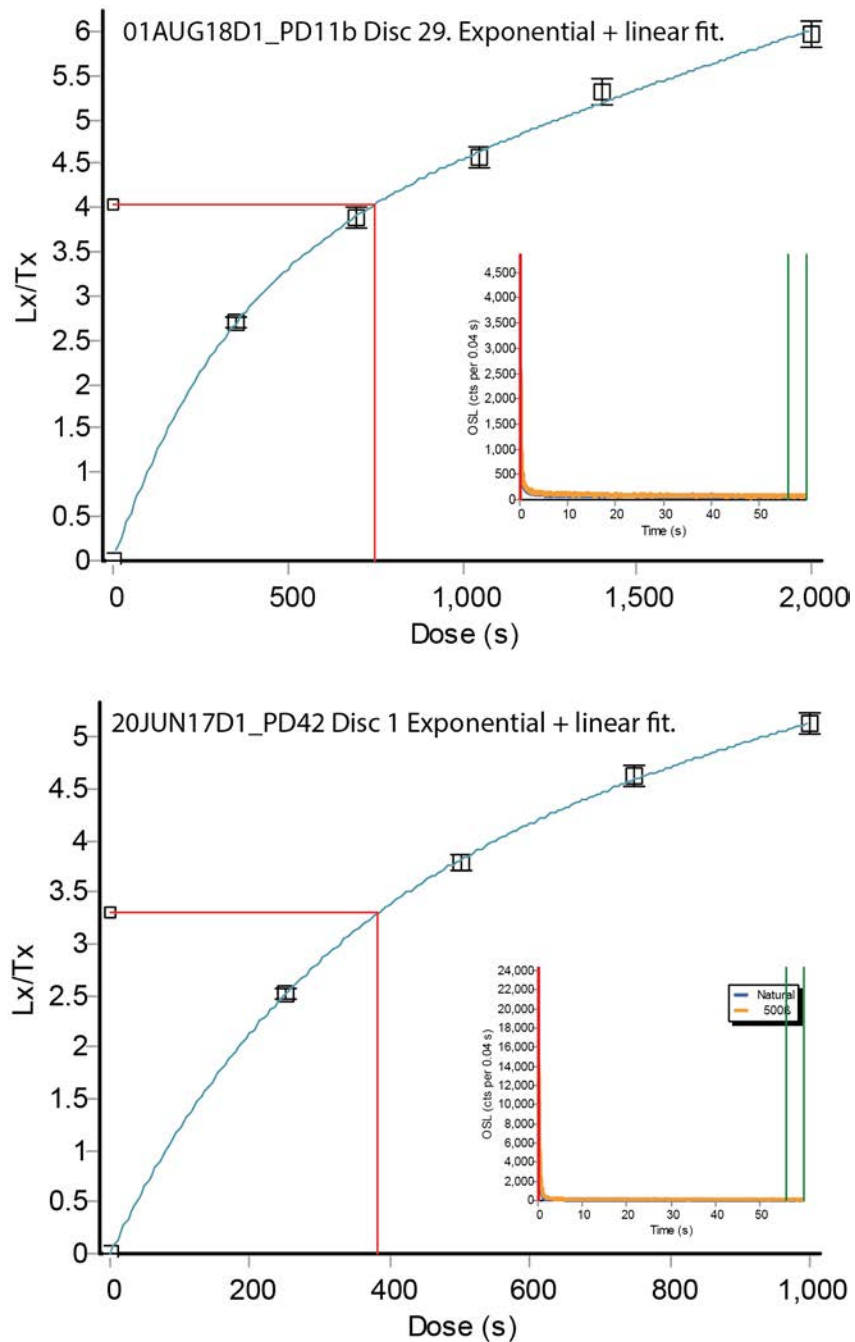 01AUG18D1_PD11b Disc 29. Exponential + linear fit.
6
5.5
5
4.5
4
3.5
3
2.5
2
1.5
1
0.5
0
Lx/Tx
0 500 1,000 1,500 2,000
Dose (s)
4,500
4,000
3,500
3,000
2,500
2,000
1,500
1,000
500
0
OSL (cts per 0.04 s)
0 10 20 30 40 50
Time (s)
20JUN17D1_PD42 Disc 1 Exponential + linear fit.
5
4.5
4
3.5
3
2.5
2
1.5
1
0.5
0
Lx/Tx
0 200 400 600 800 1,000
Dose (s)
24,000
22,000
20,000
18,000
16,000
14,000
12,000
10,000
8,000
6,000
4,000
2,000
0
OSL (cts per 0.04 s)
Natural
500ß
0 10 20 30 40 50
Time (s)